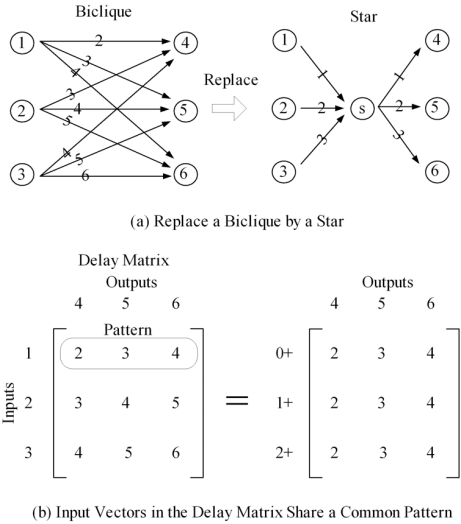 Biclique
Star
1 2 4
3
4
2 3 4 5
5
3 4 5 6 6
Replace
1 1 1 4
2 2 s 2 5
3 3 3 6
(a) Replace a Biclique by a Star
Delay Matrix
Outputs
4 5 6
Pattern
1 2 3 4
2 3 4 5
3 4 5 6
Inputs
=
Outputs
4 5 6
0+ 2 3 4
1+ 2 3 4
2+ 2 3 4
(b) Input Vectors in the Delay Matrix Share a Common Pattern